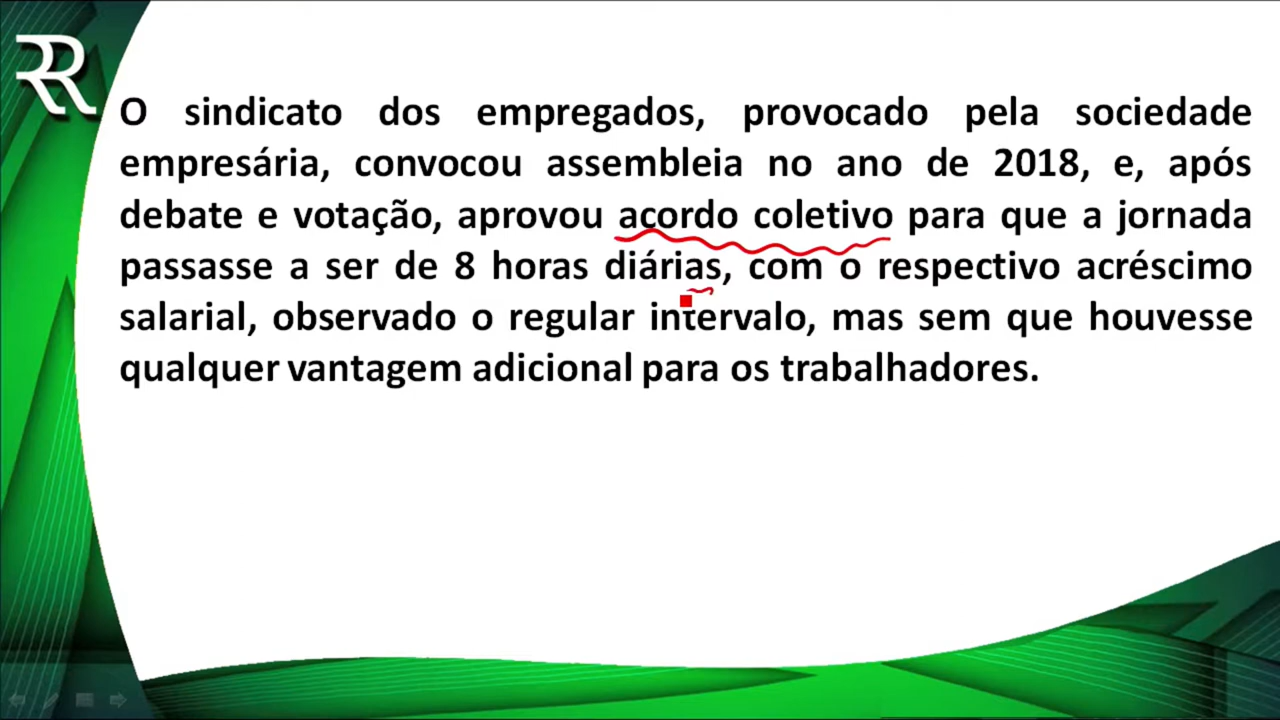 RR
O sindicato dos empregados, provocado pela sociedade
empresária, convocou assembleia no ano de 2018, e, após
debate e votação, aprovou acordo coletivo para que a jornada
passasse a ser de 8 horas diárias, com o respectivo acréscimo
salarial, observado o regular intervalo, mas sem que houvesse
qualquer vantagem adicional para os trabalhadores.